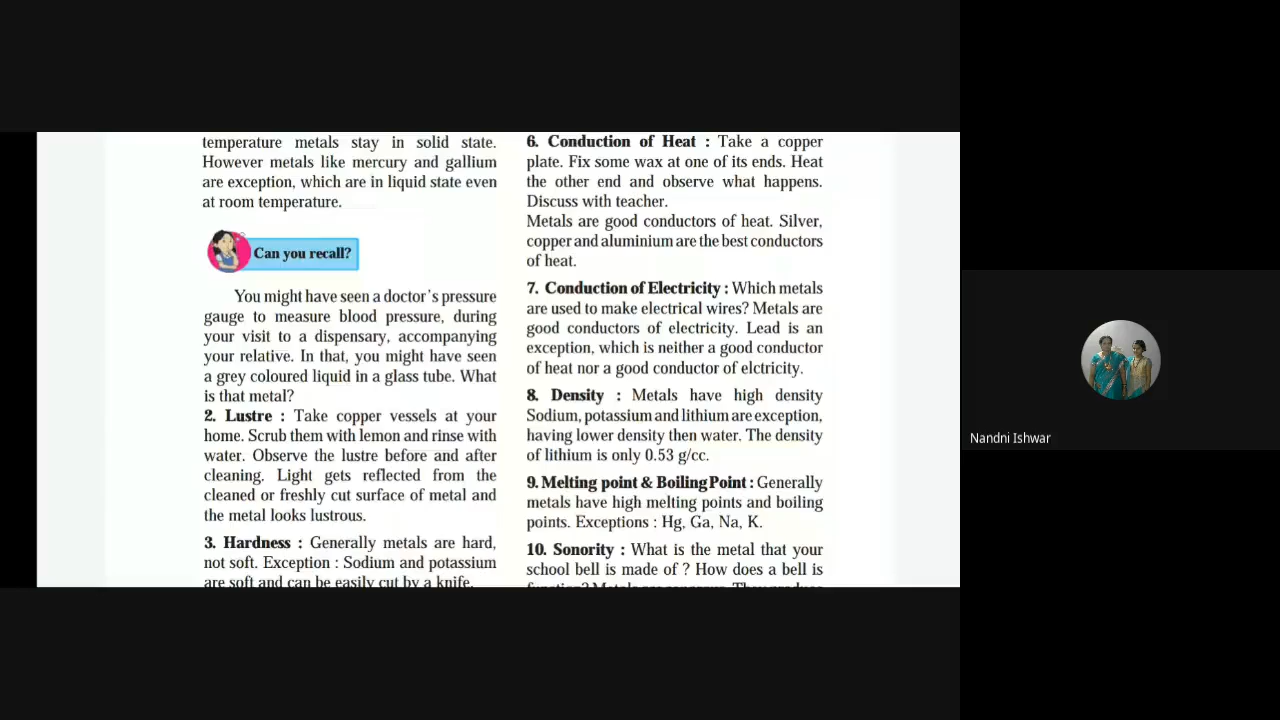 temperature metals stay in solid state.
However metals like mercury and gallium
are exception, which are in liquid state even
at room temperature.
Can you recall?
You might have seen a doctor's pressure
gauge to measure blood pressure, during
your visit to a dispensary, accompanying
your relative. In that, you might have seen
a grey coloured liquid in a glass tube. What
is that metal?
2. Lustre : Take copper vessels at your
home. Scrub them with lemon and rinse with
water. Observe the lustre before and after
cleaning. Light gets reflected from the
cleaned or freshly cut surface of metal and
the metal looks lustrous.
3. Hardness : Generally metals are hard,
not soft. Exception : Sodium and potassium
are soft and can be easily cut by a knife.
6. Conduction of Heat : Take a copper
plate. Fix some wax at one of its ends. Heat
the other end and observe what happens.
Discuss with teacher.
Metals are good conductors of heat. Silver,
copper and aluminium are the best conductors
of heat.
7. Conduction of Electricity : Which metals
are used to make electrical wires? Metals are
good conductors of electricity. Lead is an
exception, which is neither a good conductor
of heat nor a good conductor of elctricity.
8. Density : Metals have high density
Sodium, potassium and lithium are exception,
having lower density then water. The density
of lithium is only 0.53 g/cc.
9. Melting point & Boiling Point : Generally
metals have high melting points and boiling
points. Exceptions : Hg, Ga, Na, K.
10. Sonority : What is the metal that your
school bell is made of ? How does a bell is
function? Metals are sonorous. They produce
Nandni Ishwar